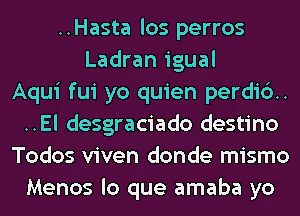 ..Hasta los perros
Ladran igual
Aqui fui yo quien perdió..
..El desgraciado destino
Todos viven donde mismo
Menos lo que amaba yo